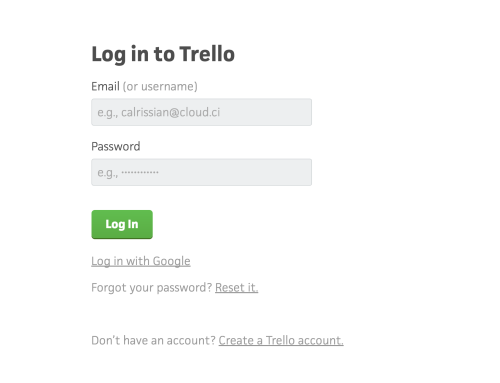 Log in to Trello
Email (or username)
e.g., calrissian@cloud.ci
Password
e.g., ············
Log In
Log in with Google
Forgot your password? Reset it.
Don't have an account? Create a Trello account.